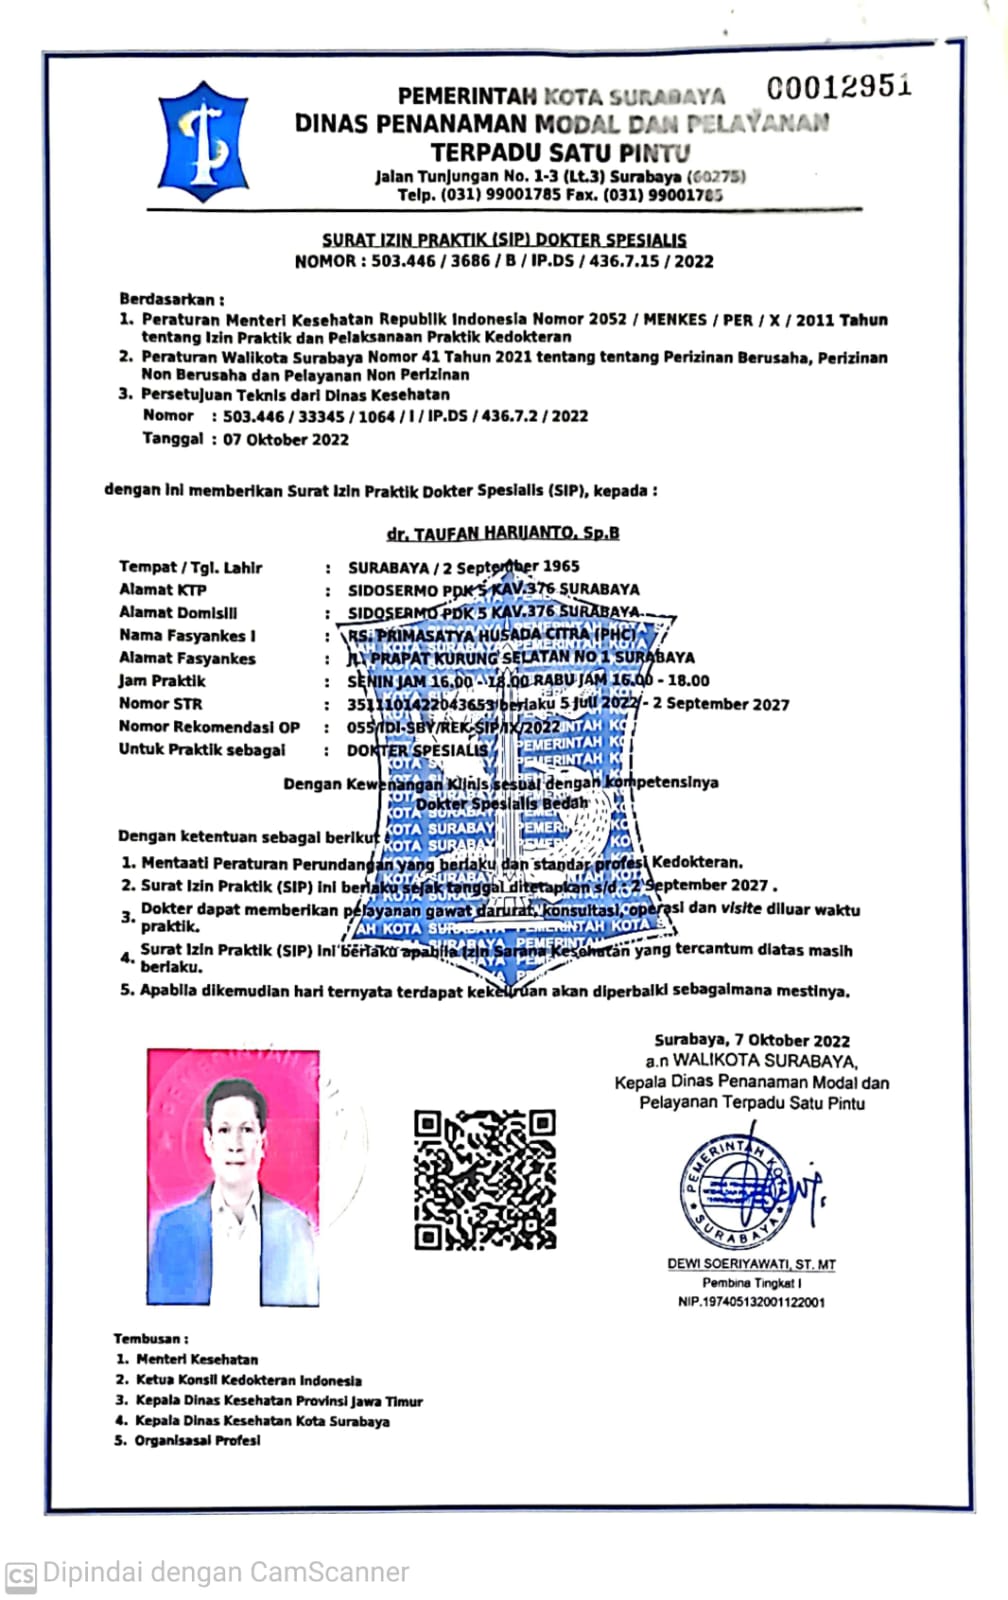 00012951
PEMERINTAH KOTA SURABAYA
DINAS PENANAMAN MODAL DAN PELAYANAN
TERPADU SATU PINTU
Jalan Tunjungan No. 1-3 (Lt.3) Surabaya (60275)
Telp. (031) 99001785 Fax. (031) 99001785
SURAT IZIN PRAKTIK (SIP) DOKTER SPESIALIS
NOMOR : 503.446 / 3686 / B / IP.DS / 436.7.15 / 2022
Berdasarkan :
1. Peraturan Menteri Kesehatan Republik Indonesia Nomor 2052 / MENKES / PER / X / 2011 Tahun
tentang Izin Praktik dan Pelaksanaan Praktik Kedokteran
2. Peraturan Walikota Surabaya Nomor 41 Tahun 2021 tentang tentang Perizinan Berusaha, Perizinan
Non Berusaha dan Pelayanan Non Perizinan
3. Persetujuan Teknis dari Dinas Kesehatan
Nomor : 503.446 / 33345 / 1064 / I / IP.DS / 436.7.2 / 2022
Tanggal : 07 Oktober 2022
dengan ini memberikan Surat Izin Praktik Dokter Spesialis (SIP), kepada :
dr. TAUFAN HARIJANTO, Sp.B
Tempat / Tgl. Lahir : SURABAYA / 2 September 1965
Alamat KTP : SIDOSERMO PDK 5 KAV.376 SURABAYA
Alamat Domisili : SIDOSERMO PDK 5 KAV.376 SURABAYA
Nama Fasyankes I : RS. PRIMASATYA HUSADA CITRA (PHC)
Alamat Fasyankes : JL. PRAPAT KURUNG SELATAN NO 1 SURABAYA
Jam Praktik : SENIN JAM 16.00 - 18.00 RABU JAM 16.00 - 18.00
Nomor STR : 3511101422043653 berlaku 5 Juli 2022 - 2 September 2027
Nomor Rekomendasi OP : 055/IDI-SBY/REK-SIP/IX/2022
Untuk Praktik sebagai : DOKTER SPESIALIS
Dengan Kewenangan Klinis sesuai dengan kompetensinya
Dokter Spesialis Bedah
Dengan ketentuan sebagai berikut :
1. Mentaati Peraturan Perundangan yang berlaku dan standar profesi Kedokteran.
2. Surat Izin Praktik (SIP) ini berlaku sejak tanggal ditetapkan s/d : 2 September 2027 .
3. Dokter dapat memberikan pelayanan gawat darurat, konsultasi, operasi dan visite diluar waktu
praktik.
4. Surat Izin Praktik (SIP) ini berlaku apabila Izin Sarana Kesehatan yang tercantum diatas masih
berlaku.
5. Apabila dikemudian hari ternyata terdapat kekeliruan akan diperbaiki sebagaimana mestinya.
Surabaya, 7 Oktober 2022
a.n WALIKOTA SURABAYA,
Kepala Dinas Penanaman Modal dan
Pelayanan Terpadu Satu Pintu
PEMERINTAH KOTA
SURABAYA
DEWI SOERIYAWATI, ST. MT
Pembina Tingkat I
NIP.197405132001122001
Tembusan :
1. Menteri Kesehatan
2. Ketua Konsil Kedokteran Indonesia
3. Kepala Dinas Kesehatan Provinsi Jawa Timur
4. Kepala Dinas Kesehatan Kota Surabaya
5. Organisasai Profesi
CS Dipindai dengan CamScanner